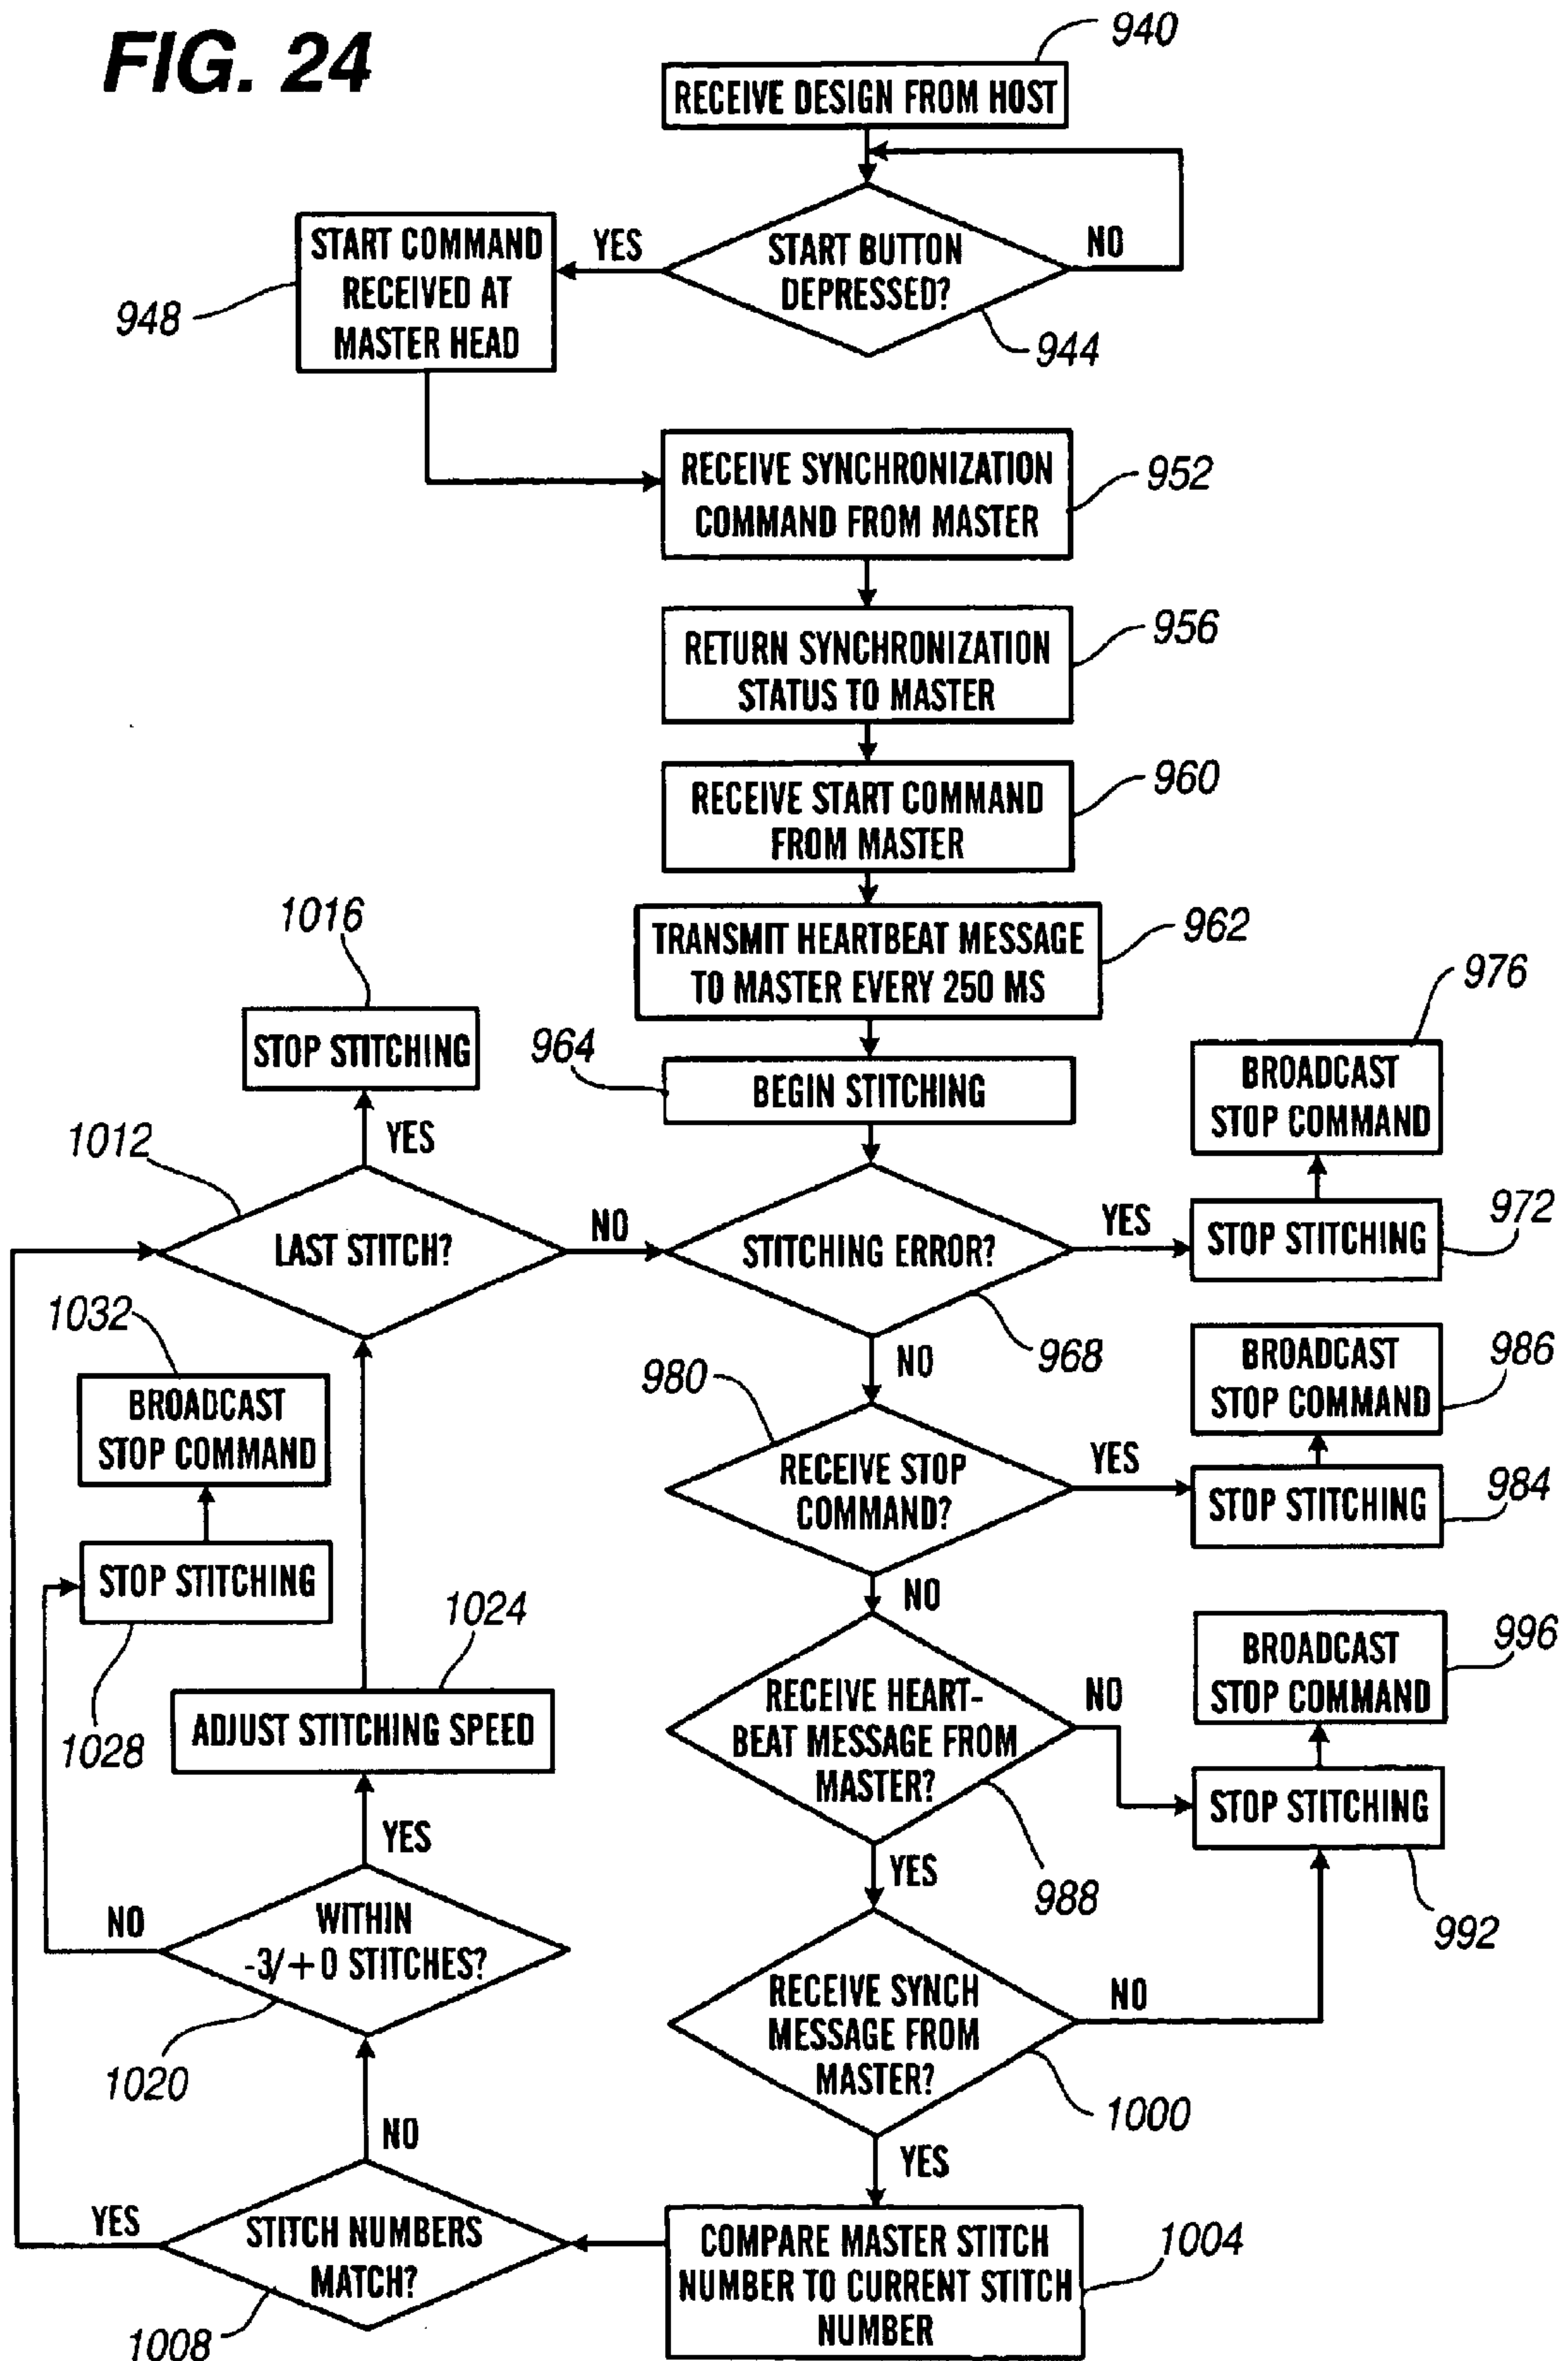 FIG. 24
940
RECEIVE DESIGN FROM HOST
START BUTTON
DEPRESSED?
YES
NO
944
START COMMAND
RECEIVED AT
MASTER HEAD
948
RECEIVE SYNCHRONIZATION
COMMAND FROM MASTER
952
RETURN SYNCHRONIZATION
STATUS TO MASTER
956
RECEIVE START COMMAND
FROM MASTER
960
TRANSMIT HEARTBEAT MESSAGE
TO MASTER EVERY 250 MS
962
964
BEGIN STITCHING
STITCHING ERROR?
968
YES
NO
STOP STITCHING
972
BROADCAST
STOP COMMAND
976
980
RECEIVE STOP
COMMAND?
YES
NO
STOP STITCHING
984
BROADCAST
STOP COMMAND
986
RECEIVE HEART-
BEAT MESSAGE FROM
MASTER?
988
NO
YES
STOP STITCHING
992
BROADCAST
STOP COMMAND
996
RECEIVE SYNCH
MESSAGE FROM
MASTER?
1000
NO
YES
COMPARE MASTER STITCH
NUMBER TO CURRENT STITCH
NUMBER
1004
STITCH NUMBERS
MATCH?
1008
YES
NO
WITHIN
-3/+0 STITCHES?
1020
NO
YES
ADJUST STITCHING SPEED
1024
STOP STITCHING
1028
BROADCAST
STOP COMMAND
1032
LAST STITCH?
1012
NO
YES
STOP STITCHING
1016